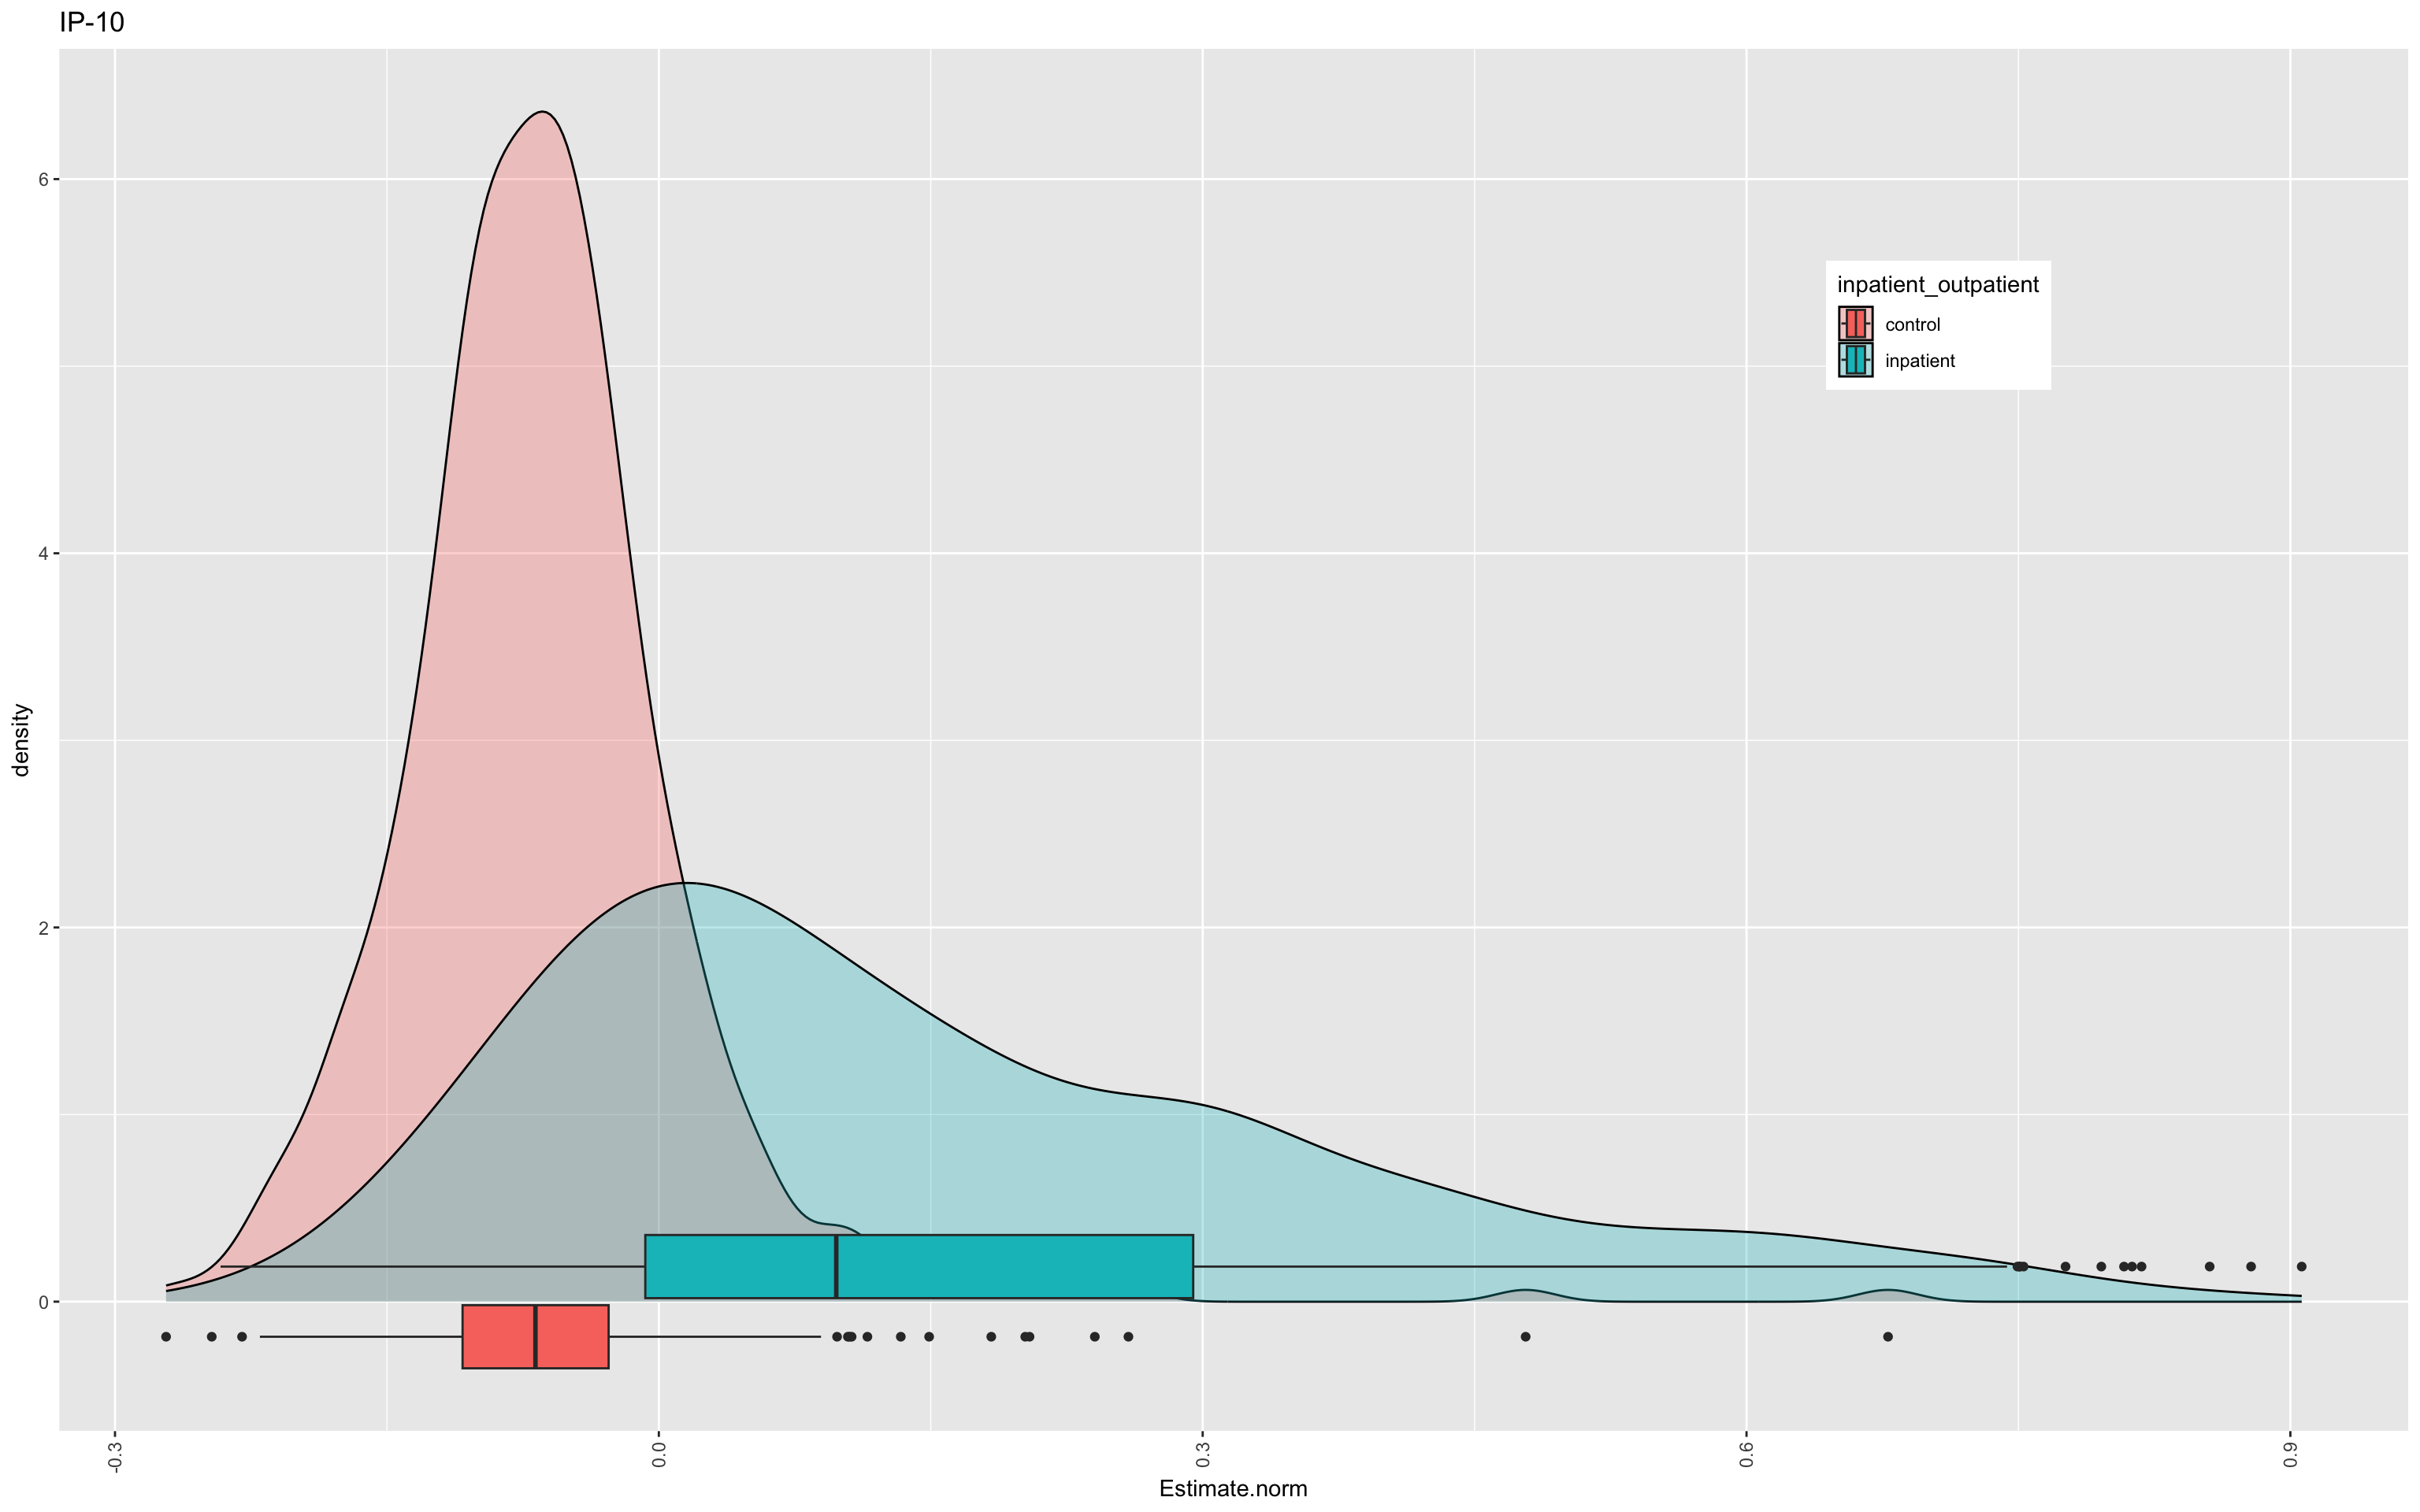 IP-10
6
4
2
0
density
inpatient_outpatient
control
inpatient
-0.3
0.0
0.3
0.6
0.9
Estimate.norm